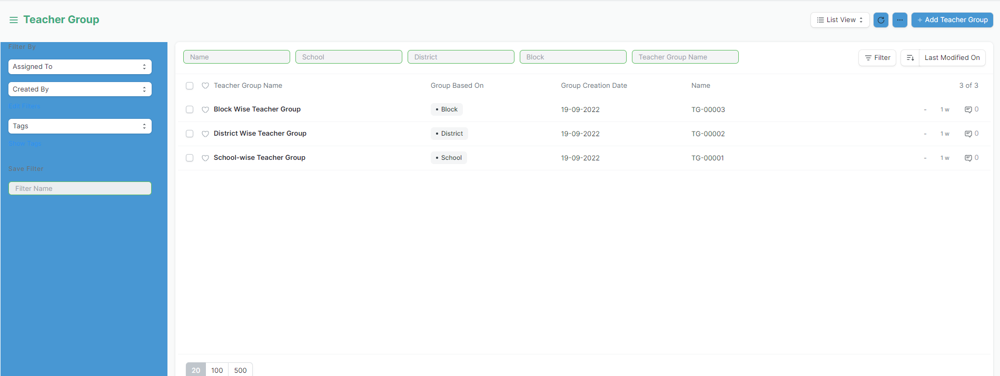 Teacher Group
List View
...
+ Add Teacher Group
Filter By
Assigned To
Created By
Edit Filters
Tags
Show Tags
Save Filter
Filter Name
Name School District Block Teacher Group Name
Filter Last Modified On
Teacher Group Name Group Based On Group Creation Date Name 3 of 3
Block Wise Teacher Group • Block 19-09-2022 TG-00003 - 1 w 0
District Wise Teacher Group • District 19-09-2022 TG-00002 - 1 w 0
School-wise Teacher Group • School 19-09-2022 TG-00001 - 1 w 0
20 100 500